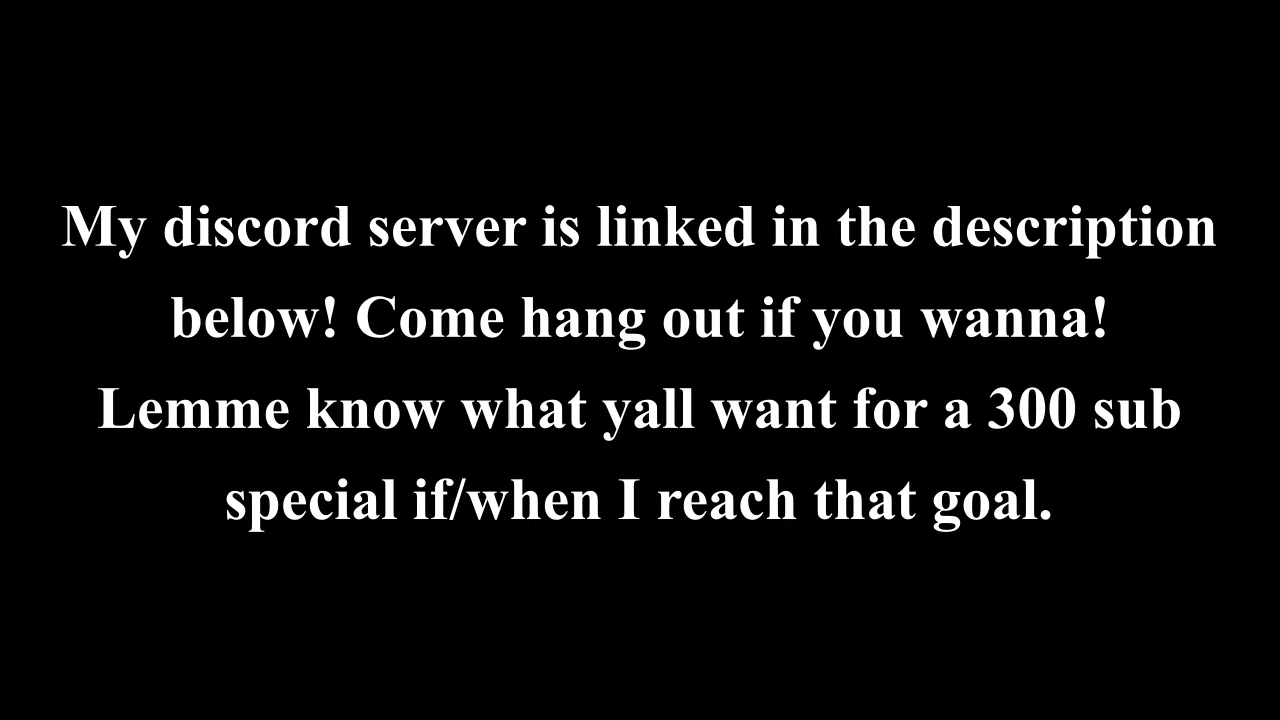 My discord server is linked in the description
below! Come hang out if you wanna!
Lemme know what yall want for a 300 sub
special if/when I reach that goal.